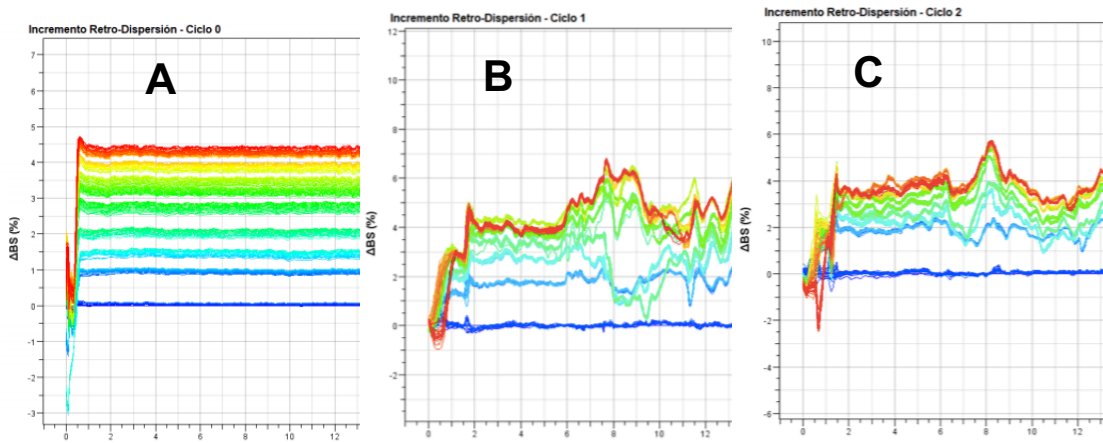 Incremento Retro-Dispersión - Ciclo 0
A
7
6
5
4
3
2
1
0
-1
-2
-3
ΔBS (%)
0 2 4 6 8 10 12
Incremento Retro-Dispersión - Ciclo 1
B
12
10
8
6
4
2
0
-2
ΔBS (%)
0 2 4 6 8 10 12
Incremento Retro-Dispersión - Ciclo 2
C
10
8
6
4
2
0
-2
-4
-6
ΔBS (%)
0 2 4 6 8 10 12